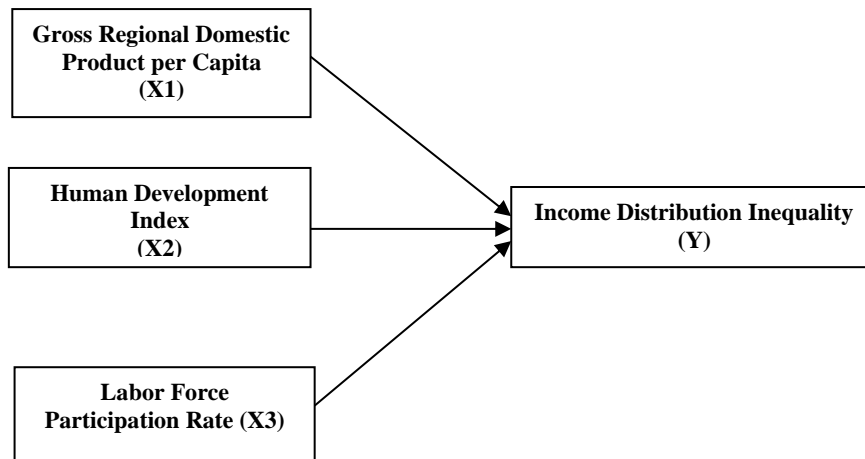 Gross Regional Domestic
Product per Capita
(X1)
Human Development
Index
(X2)
Income Distribution Inequality
(Y)
Labor Force
Participation Rate (X3)